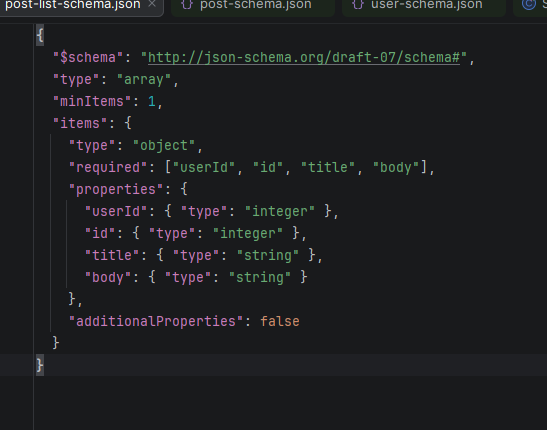 post-list-schema.json × {} post-schema.json {} user-schema.json © S
{
"$schema": "http://json-schema.org/draft-07/schema#",
"type": "array",
"minItems": 1,
"items": {
"type": "object",
"required": ["userId", "id", "title", "body"],
"properties": {
"userId": { "type": "integer" },
"id": { "type": "integer" },
"title": { "type": "string" },
"body": { "type": "string" }
},
"additionalProperties": false
}
}